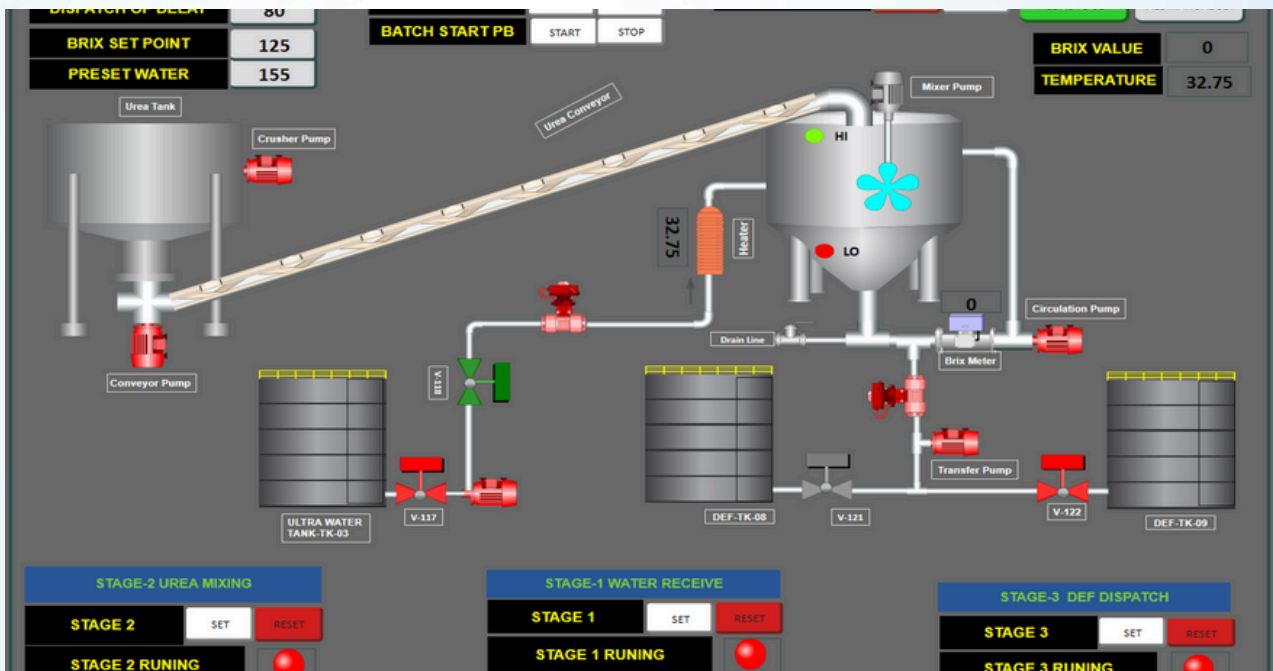 DISPATCH OF DELAY
80
BRIX SET POINT
125
PRESET WATER
155
BATCH START PB
START
STOP
BRIX VALUE
0
TEMPERATURE
32.75
Urea Tank
Crusher Pump
Urea Conveyor
Mixer Pump
HI
LO
32.75
Heater
0
Circulation Pump
Drain Line
Brix Meter
Conveyor Pump
V-118
Transfer Pump
ULTRA WATER
TANK-TK-03
V-117
DEF-TK-08
V-121
V-122
DEF-TK-09
STAGE-2 UREA MIXING
STAGE 2
SET
RESET
STAGE 2 RUNING
STAGE-1 WATER RECEIVE
STAGE 1
SET
RESET
STAGE 1 RUNING
STAGE-3 DEF DISPATCH
STAGE 3
SET
RESET
STAGE 3 RUNING